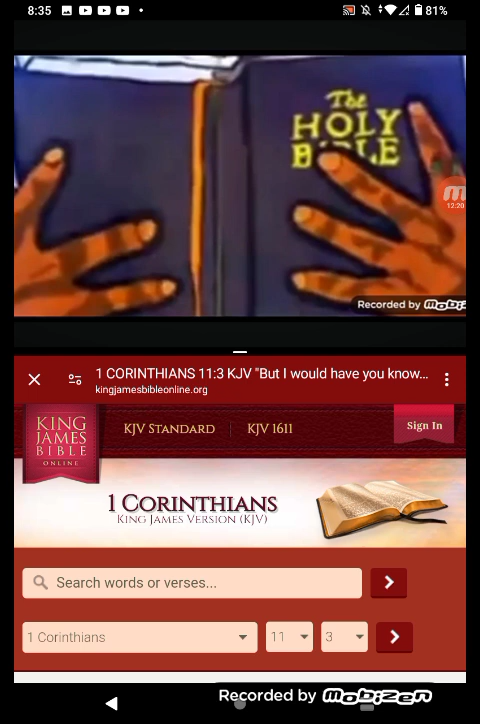 8:35
81%
The
HOLY
BIBLE
12:20
Recorded by
1 CORINTHIANS 11:3 KJV "But I would have you know...
kingjamesbibleonline.org
KING
JAMES
BIBLE
ONLINE
KJV STANDARD
KJV 1611
Sign In
1 CORINTHIANS
KING JAMES VERSION (KJV)
Search words or verses...
1 Corinthians
11
3
Recorded by Mobizen